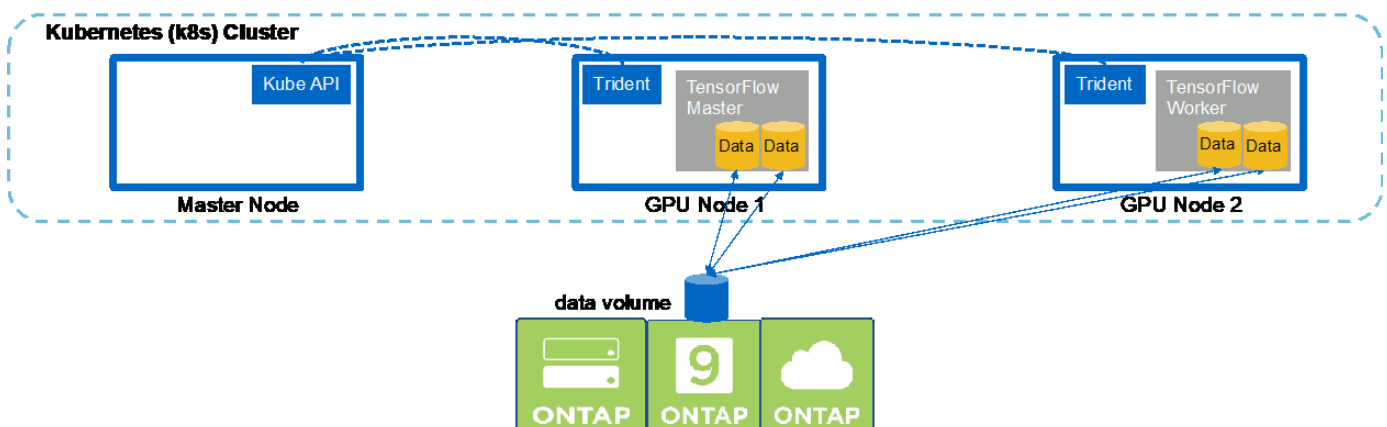 Kubernetes (k8s) Cluster
Kube API
Master Node
Trident
TensorFlow
Master
Data Data
GPU Node 1
Trident
TensorFlow
Worker
Data Data
GPU Node 2
data volume
9
ONTAP ONTAP ONTAP